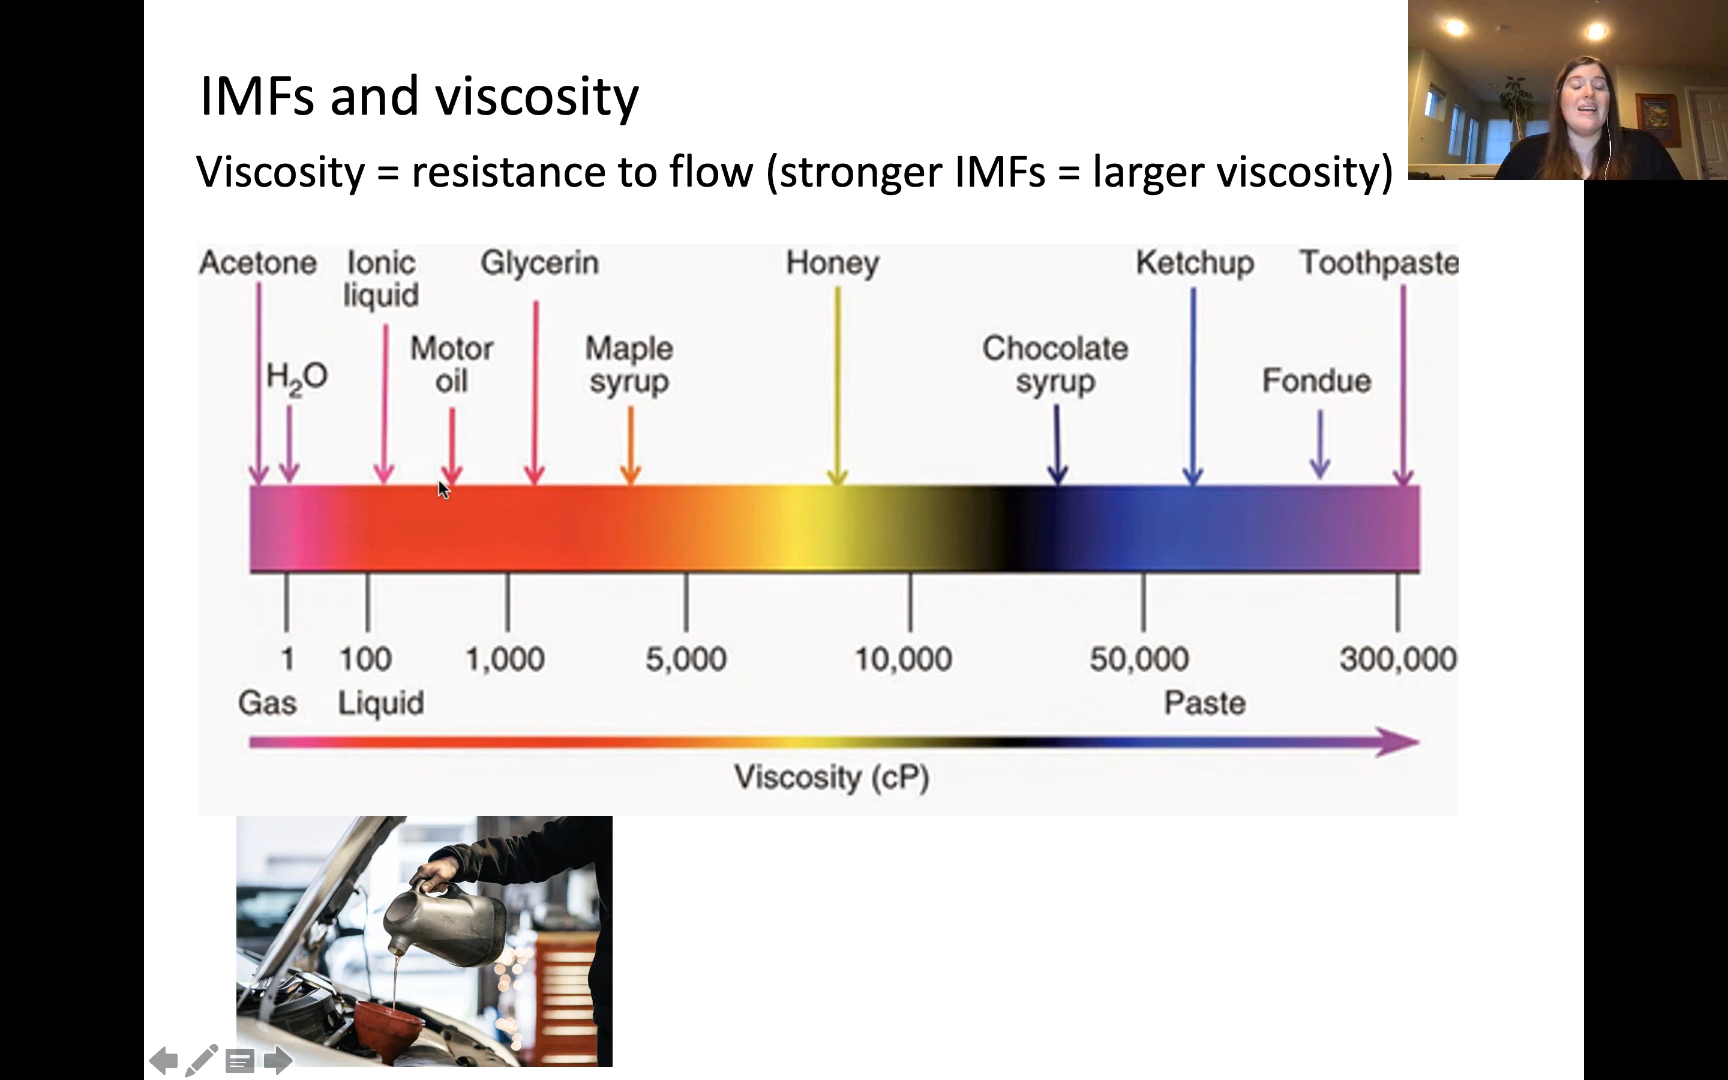 IMFs and viscosity
Viscosity = resistance to flow (stronger IMFs = larger viscosity)
Acetone
Ionic
liquid
Glycerin
Honey
Ketchup
Toothpaste
H₂O
Motor
oil
Maple
syrup
Chocolate
syrup
Fondue
1
100
1,000
5,000
10,000
50,000
300,000
Gas
Liquid
Paste
Viscosity (cP)